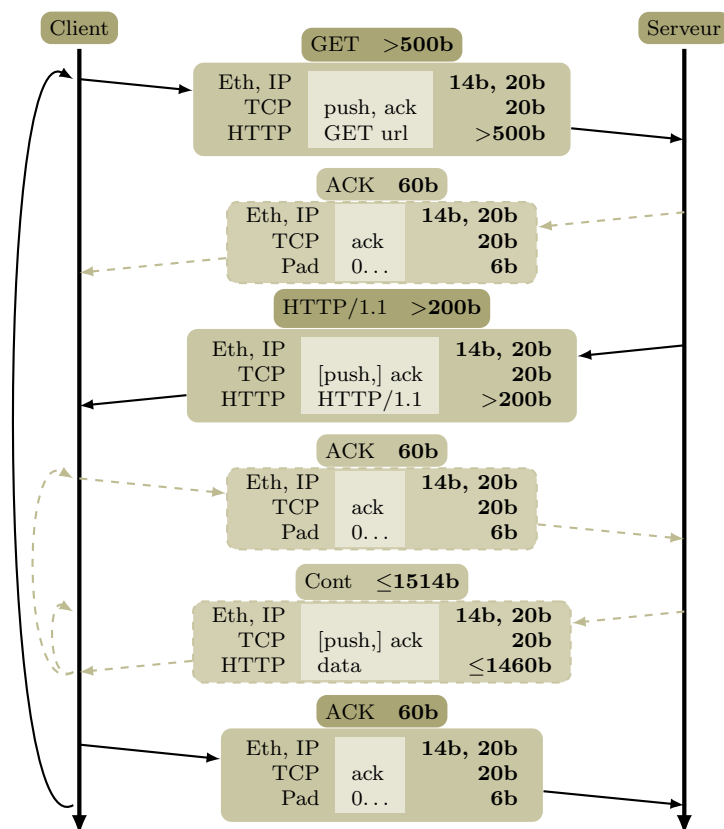 Client Serveur
GET >500b
Eth, IP 14b, 20b
TCP push, ack 20b
HTTP GET url >500b
ACK 60b
Eth, IP 14b, 20b
TCP ack 20b
Pad 0... 6b
HTTP/1.1 >200b
Eth, IP 14b, 20b
TCP [push,] ack 20b
HTTP HTTP/1.1 >200b
ACK 60b
Eth, IP 14b, 20b
TCP ack 20b
Pad 0... 6b
Cont ≤1514b
Eth, IP 14b, 20b
TCP [push,] ack 20b
HTTP data ≤1460b
ACK 60b
Eth, IP 14b, 20b
TCP ack 20b
Pad 0... 6b